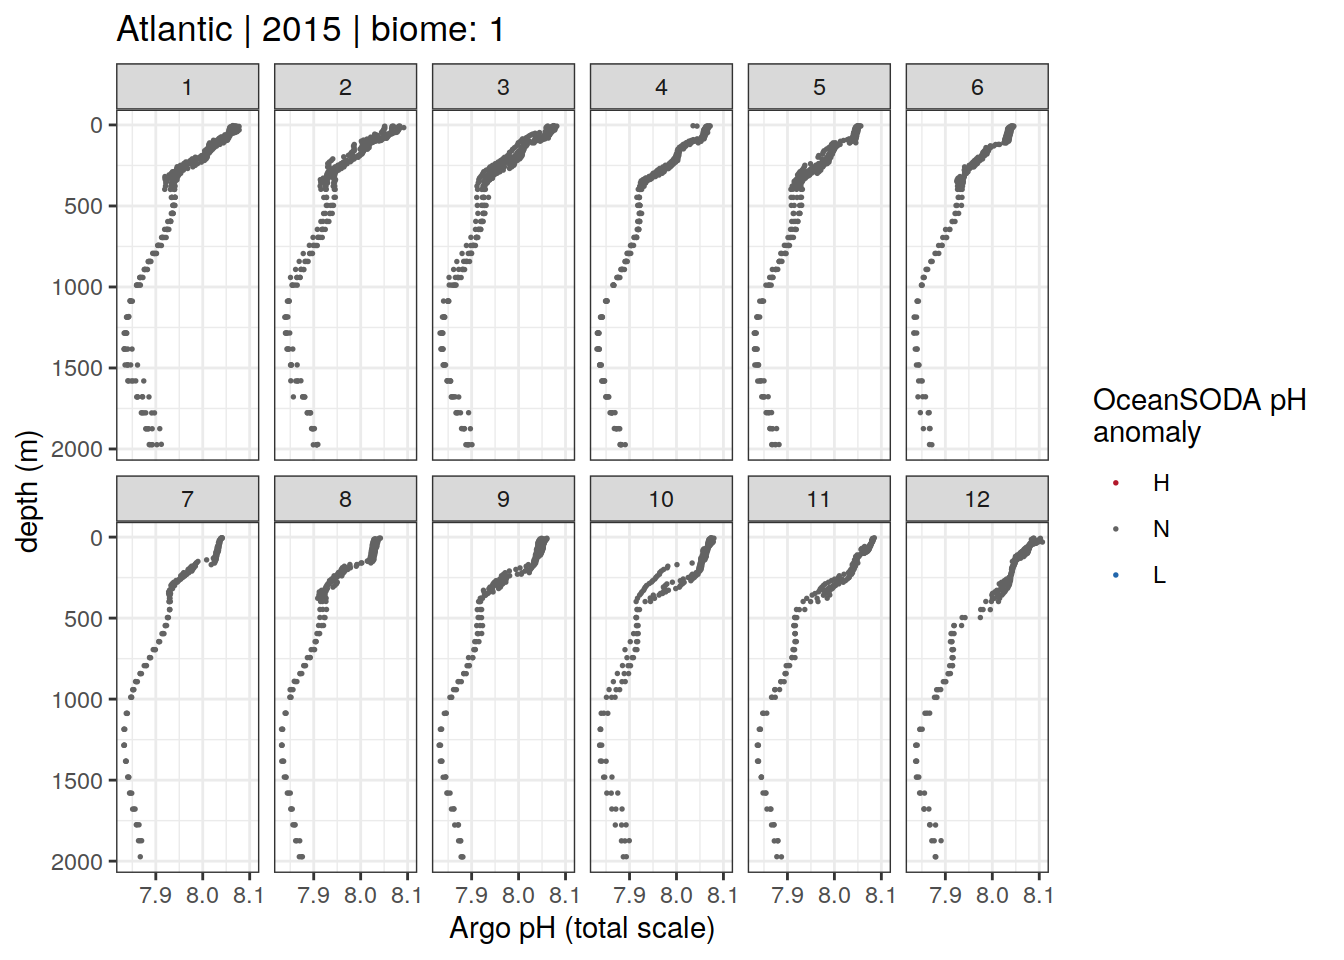 Atlantic | 2015 | biome: 1
1 2 3 4 5 6
0
500
1000
1500
2000
7 8 9 10 11 12
0
500
1000
1500
2000
7.9 8.0 8.1 7.9 8.0 8.1 7.9 8.0 8.1 7.9 8.0 8.1 7.9 8.0 8.1 7.9 8.0 8.1
Argo pH (total scale)
depth (m)
OceanSODA pH
anomaly
H
N
L